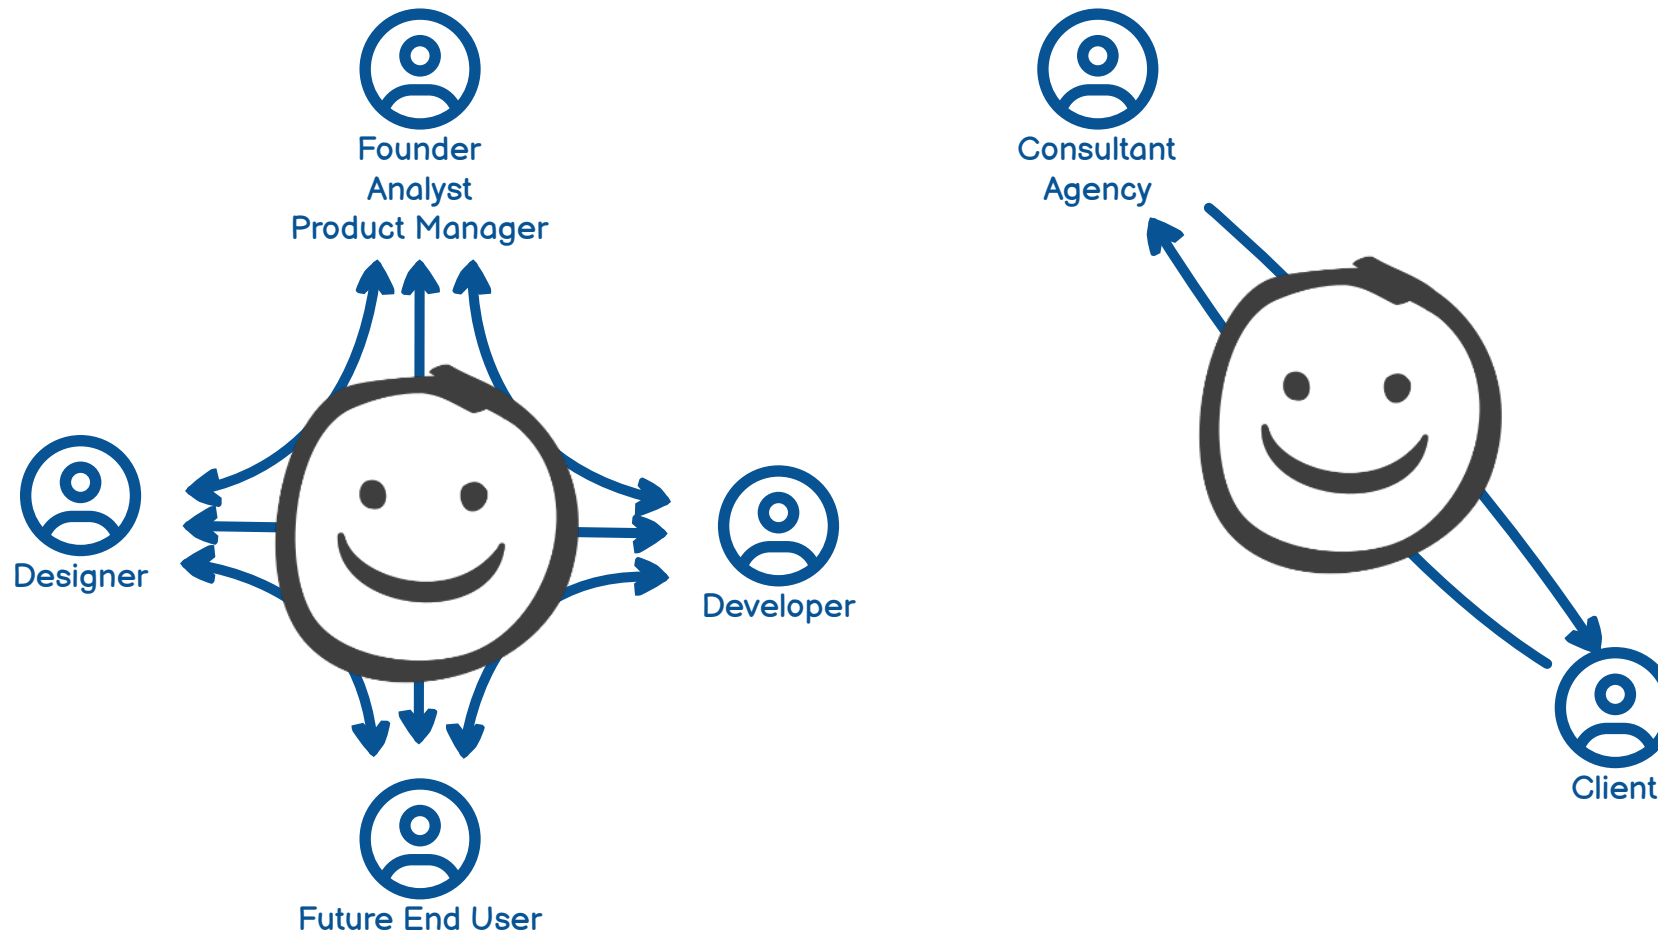 Founder
Analyst
Product Manager
Designer
Developer
Future End User
Consultant
Agency
Client